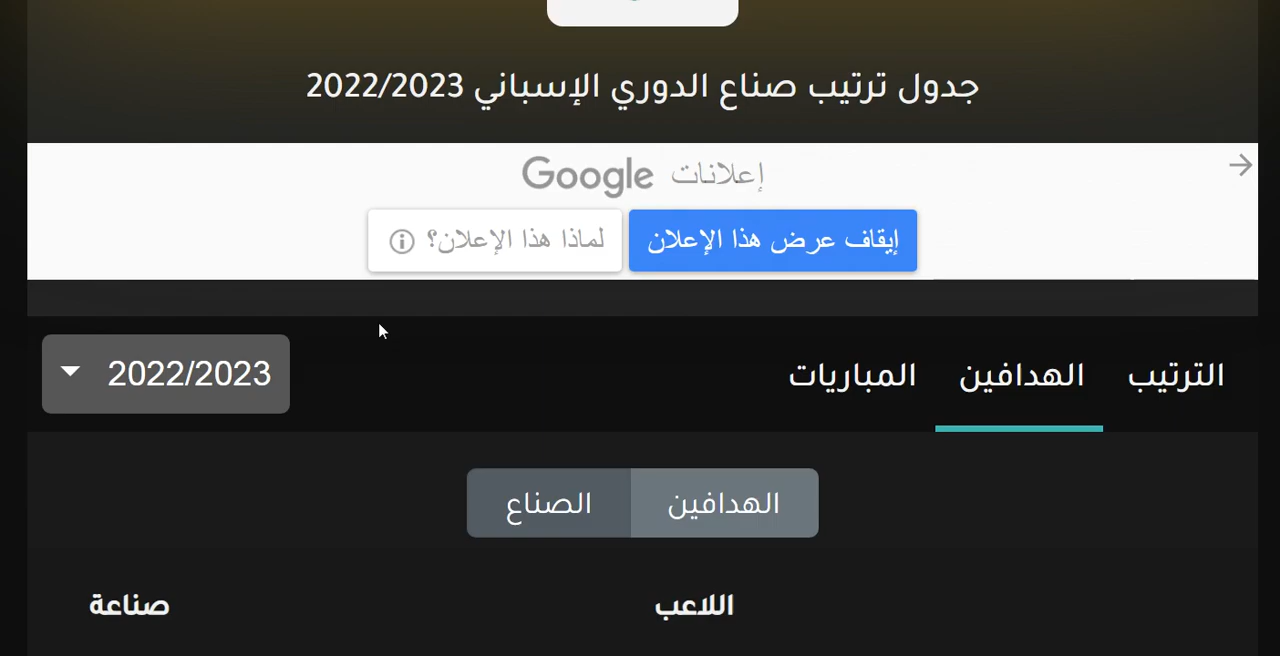 جدول ترتيب صناع الدوري الإسباني 2022/2023
إعلانات Google
إيقاف عرض هذا الإعلان لماذا هذا الإعلان؟
الترتيب الهدافين المباريات 2022/2023
الهدافين الصناع
اللاعب صناعة